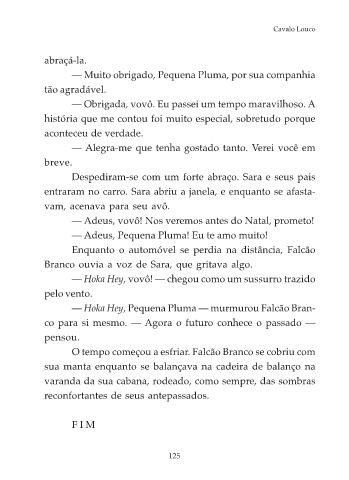 Cavalo Louco
abraçá-la.
— Muito obrigado, Pequena Pluma, por sua companhia
tão agradável.
— Obrigada, vovô. Eu passei um tempo maravilhoso. A
história que me contou foi muito especial, sobretudo porque
aconteceu de verdade.
— Alegra-me que tenha gostado tanto. Verei você em
breve.
Despediram-se com um forte abraço. Sara e seus pais
entraram no carro. Sara abriu a janela, e enquanto se afasta-
vam, acenava para seu avô.
— Adeus, vovô! Nos veremos antes do Natal, prometo!
— Adeus, Pequena Pluma! Eu te amo muito!
Enquanto o automóvel se perdia na distância, Falcão
Branco ouvia a voz de Sara, que gritava algo.
— Hoka Hey, vovô! — chegou como um sussurro trazido
pelo vento.
— Hoka Hey, Pequena Pluma — murmurou Falcão Bran-
co para si mesmo. — Agora o futuro conhece o passado —
pensou.
O tempo começou a esfriar. Falcão Branco se cobriu com
sua manta enquanto se balançava na cadeira de balanço na
varanda da sua cabana, rodeado, como sempre, das sombras
reconfortantes de seus antepassados.
F I M
125